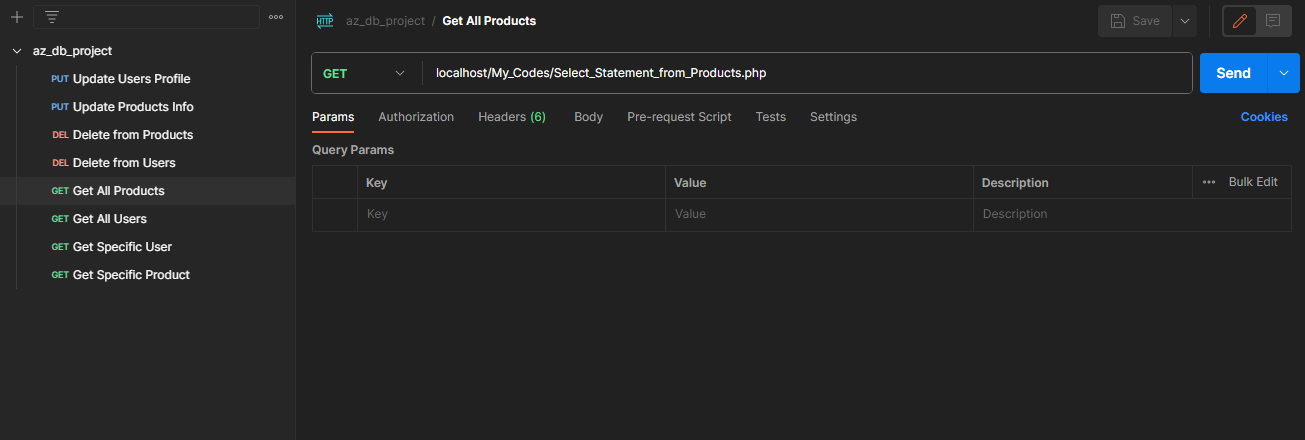 az_db_project
PUT Update Users Profile
PUT Update Products Info
DEL Delete from Products
DEL Delete from Users
GET Get All Products
GET Get All Users
GET Get Specific User
GET Get Specific Product
HTTP az_db_project / Get All Products
Save
GET localhost/My_Codes/Select_Statement_from_Products.php
Send
Params Authorization Headers (6) Body Pre-request Script Tests Settings Cookies
Query Params
Key Value Description ••• Bulk Edit
Key Value Description